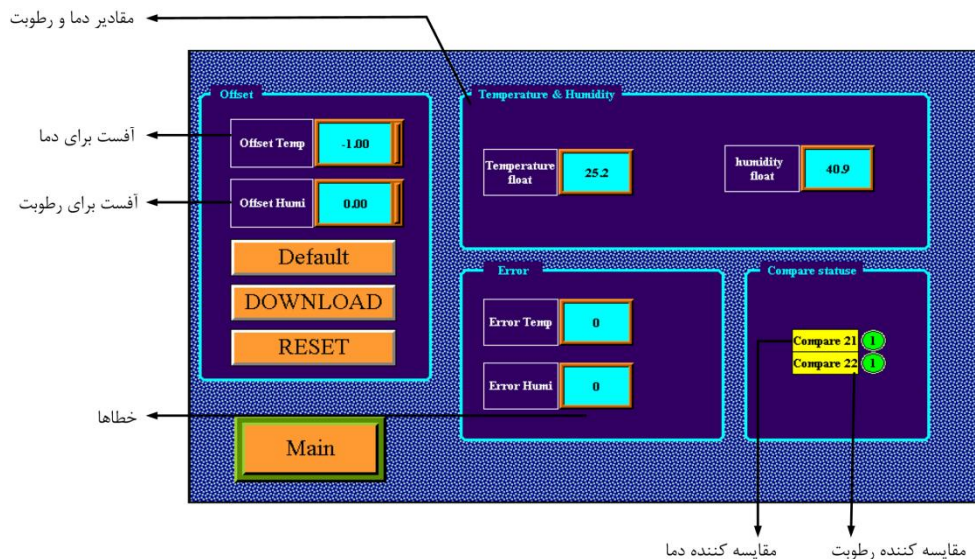 مقادیر دما و رطوبت
Offset
Temperature & Humidity
آفست برای دما
Offset Temp
-1.00
Temperature
float
25.2
humidity
float
40.9
آفست برای رطوبت
Offset Humi
0.00
Default
DOWNLOAD
RESET
Error
Compare statuse
Error Temp
0
Compare 21
1
Compare 22
1
Error Humi
0
خطاها
Main
مقایسه کننده دما
مقایسه کننده رطوبت